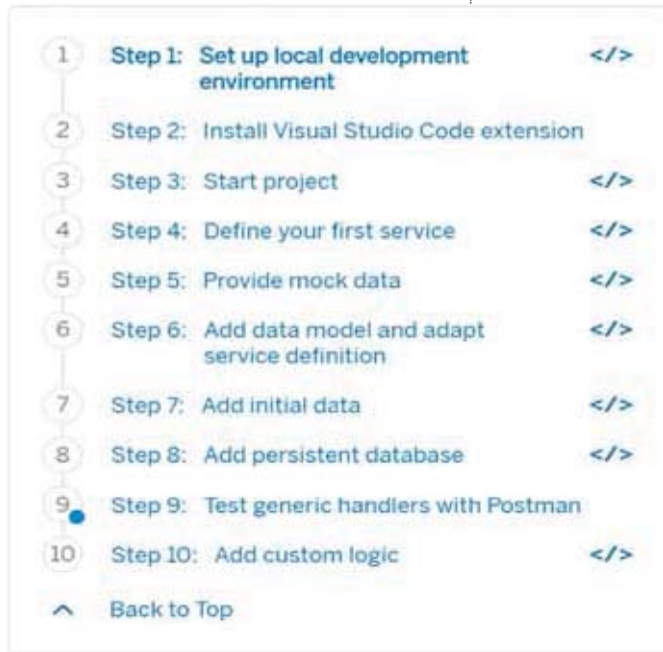 1 Step 1: Set up local development </>
environment
2 Step 2: Install Visual Studio Code extension
3 Step 3: Start project </>
4 Step 4: Define your first service </>
5 Step 5: Provide mock data </>
6 Step 6: Add data model and adapt </>
service definition
7 Step 7: Add initial data </>
8 Step 8: Add persistent database </>
9 Step 9: Test generic handlers with Postman
10 Step 10: Add custom logic </>
Back to Top